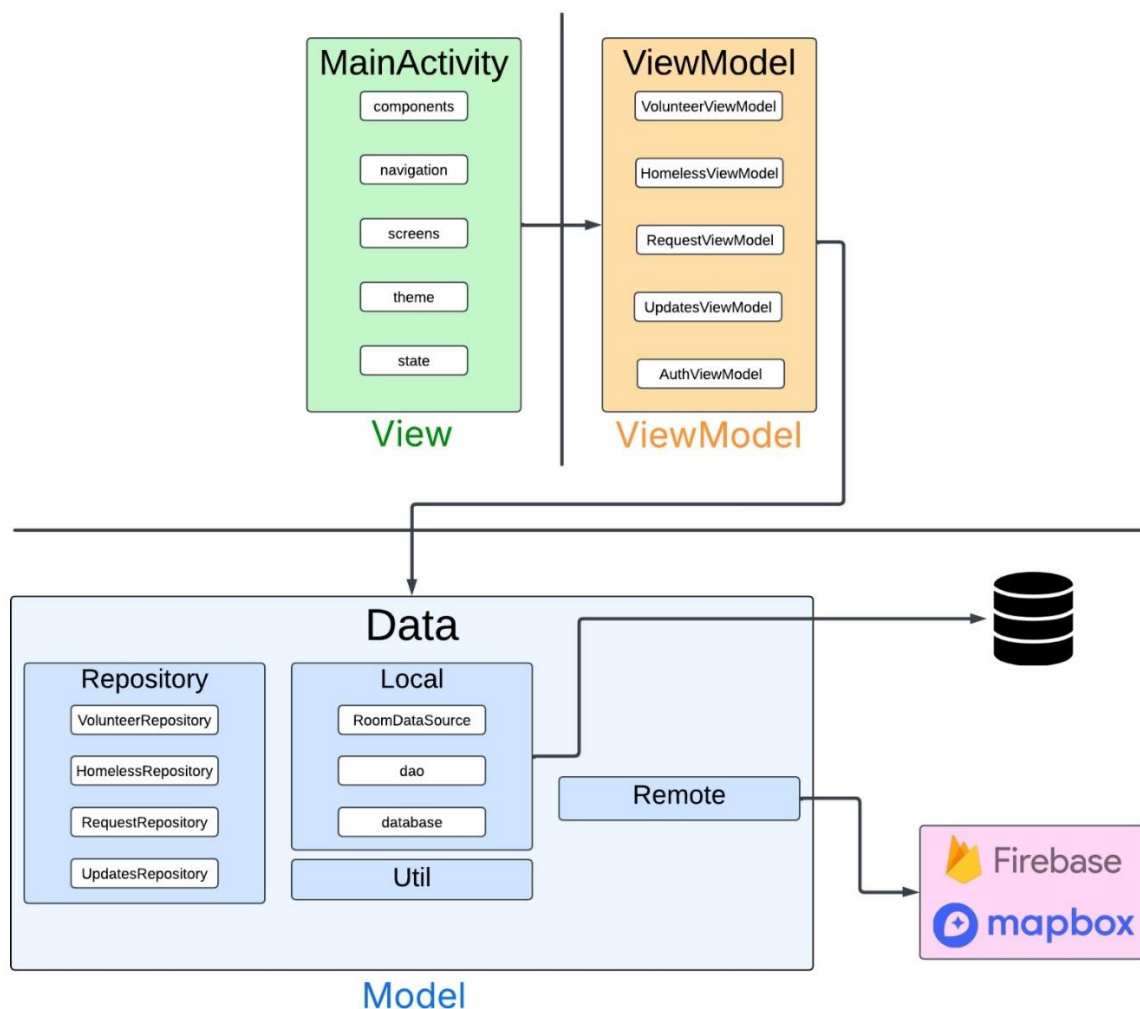 MainActivity
components
navigation
screens
theme
state
View
ViewModel
VolunteerViewModel
HomelessViewModel
RequestViewModel
UpdatesViewModel
AuthViewModel
ViewModel
Data
Repository
VolunteerRepository
HomelessRepository
RequestRepository
UpdatesRepository
Local
RoomDataSource
dao
database
Util
Remote
Firebase
mapbox
Model